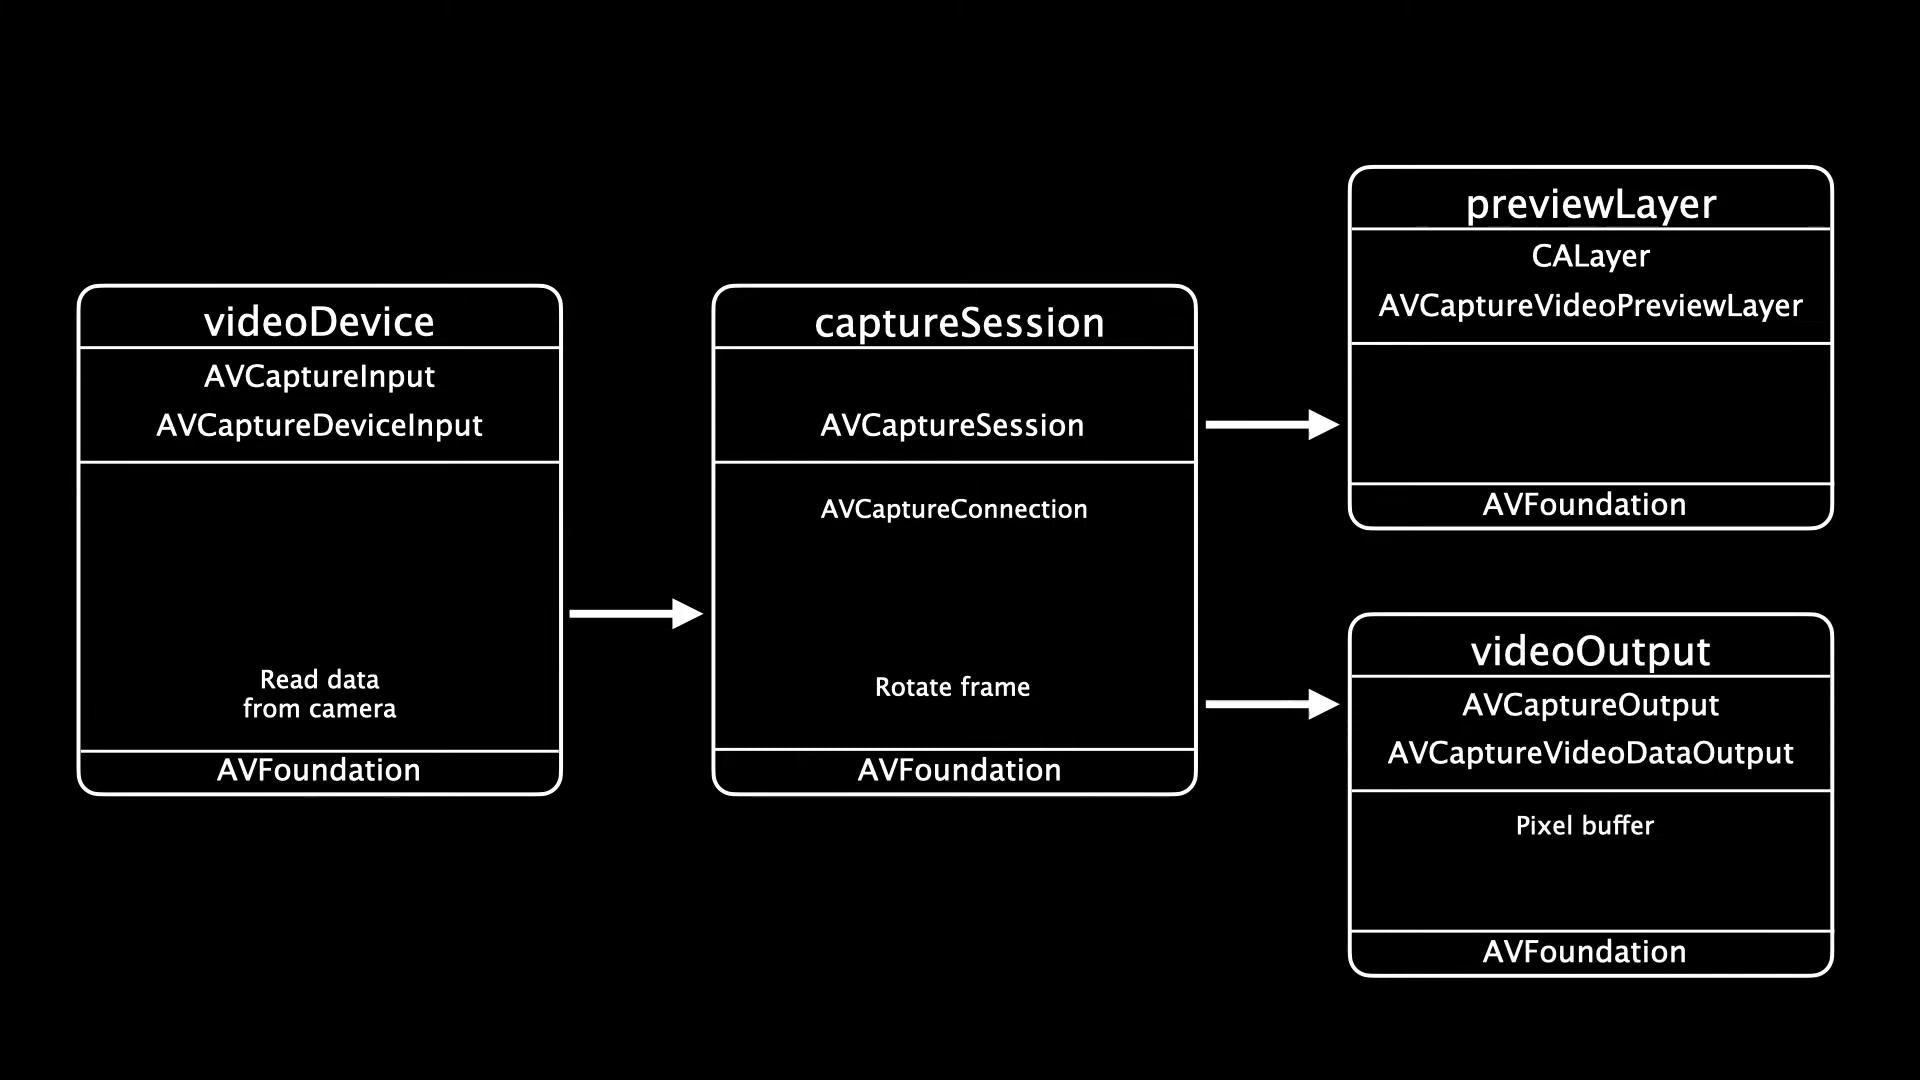 videoDevice
AVCaptureInput
AVCaptureDeviceInput
Read data
from camera
AVFoundation
captureSession
AVCaptureSession
AVCaptureConnection
Rotate frame
AVFoundation
previewLayer
CALayer
AVCaptureVideoPreviewLayer
AVFoundation
videoOutput
AVCaptureOutput
AVCaptureVideoDataOutput
Pixel buffer
AVFoundation